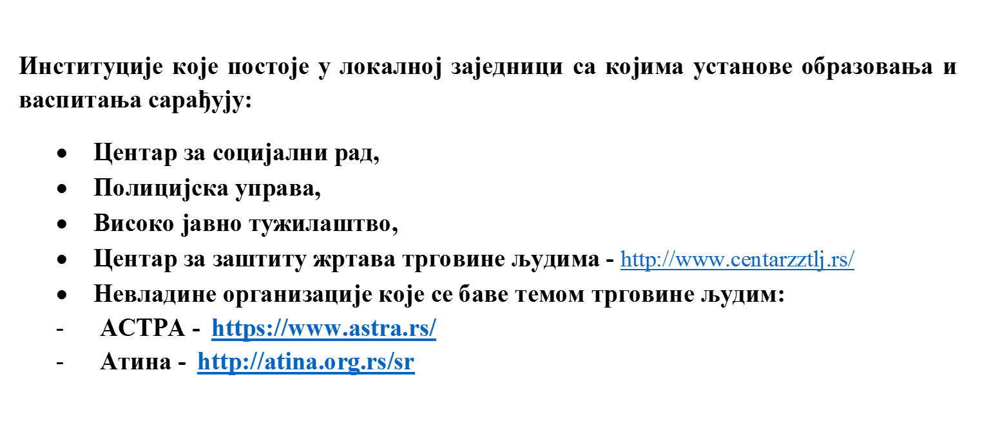 Институције које постоје у локалној заједници са којима установе образовања и
васпитања сарађују:
• Центар за социјални рад,
• Полицијска управа,
• Високо јавно тужилаштво,
• Центар за заштиту жртава трговине људима - http://www.centarzztlj.rs/
• Невладине организације које се баве темом трговине људим:
- АСТРА - https://www.astra.rs/
- Атина - http://atina.org.rs/sr